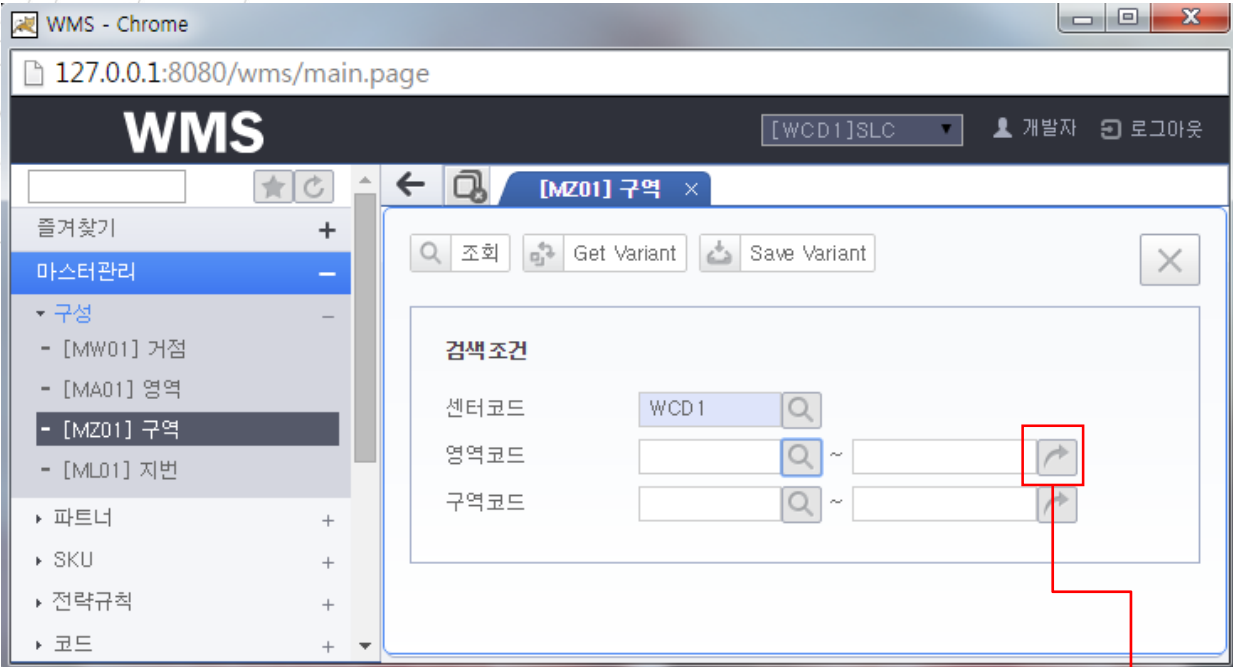 WMS - Chrome
127.0.0.1:8080/wms/main.page
WMS
[WCD1]SLC
개발자
로그아웃
[MZ01] 구역
즐겨찾기
마스터관리
구성
- [MW01] 거점
- [MA01] 영역
- [MZ01] 구역
- [ML01] 지번
파트너
SKU
전략규칙
코드
조회
Get Variant
Save Variant
검색조건
센터코드 WCD1
영역코드 ~
구역코드 ~